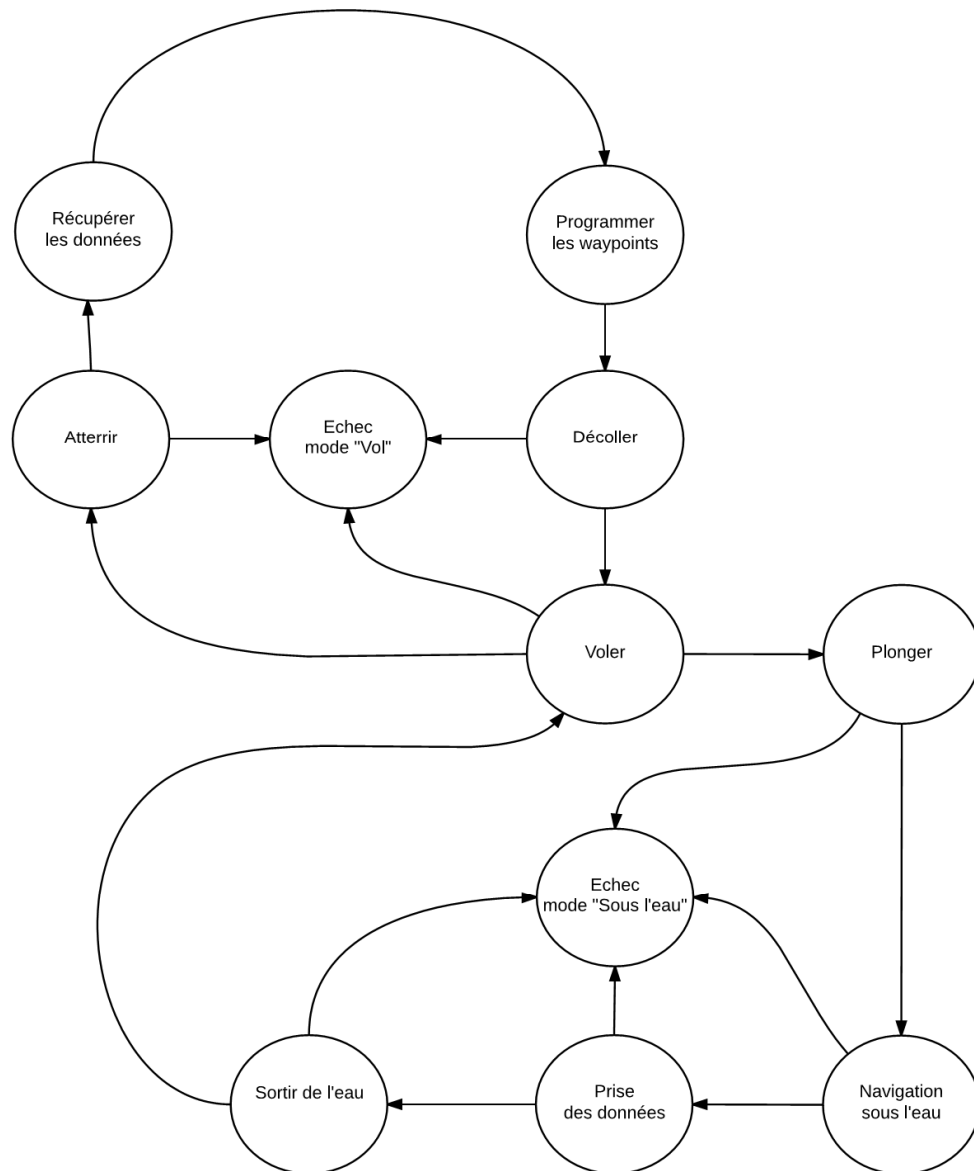 Récupérer
les données
Programmer
les waypoints
Atterrir
Echec
mode "Vol"
Décoller
Voler
Plonger
Echec
mode "Sous l'eau"
Sortir de l'eau
Prise
des données
Navigation
sous l'eau